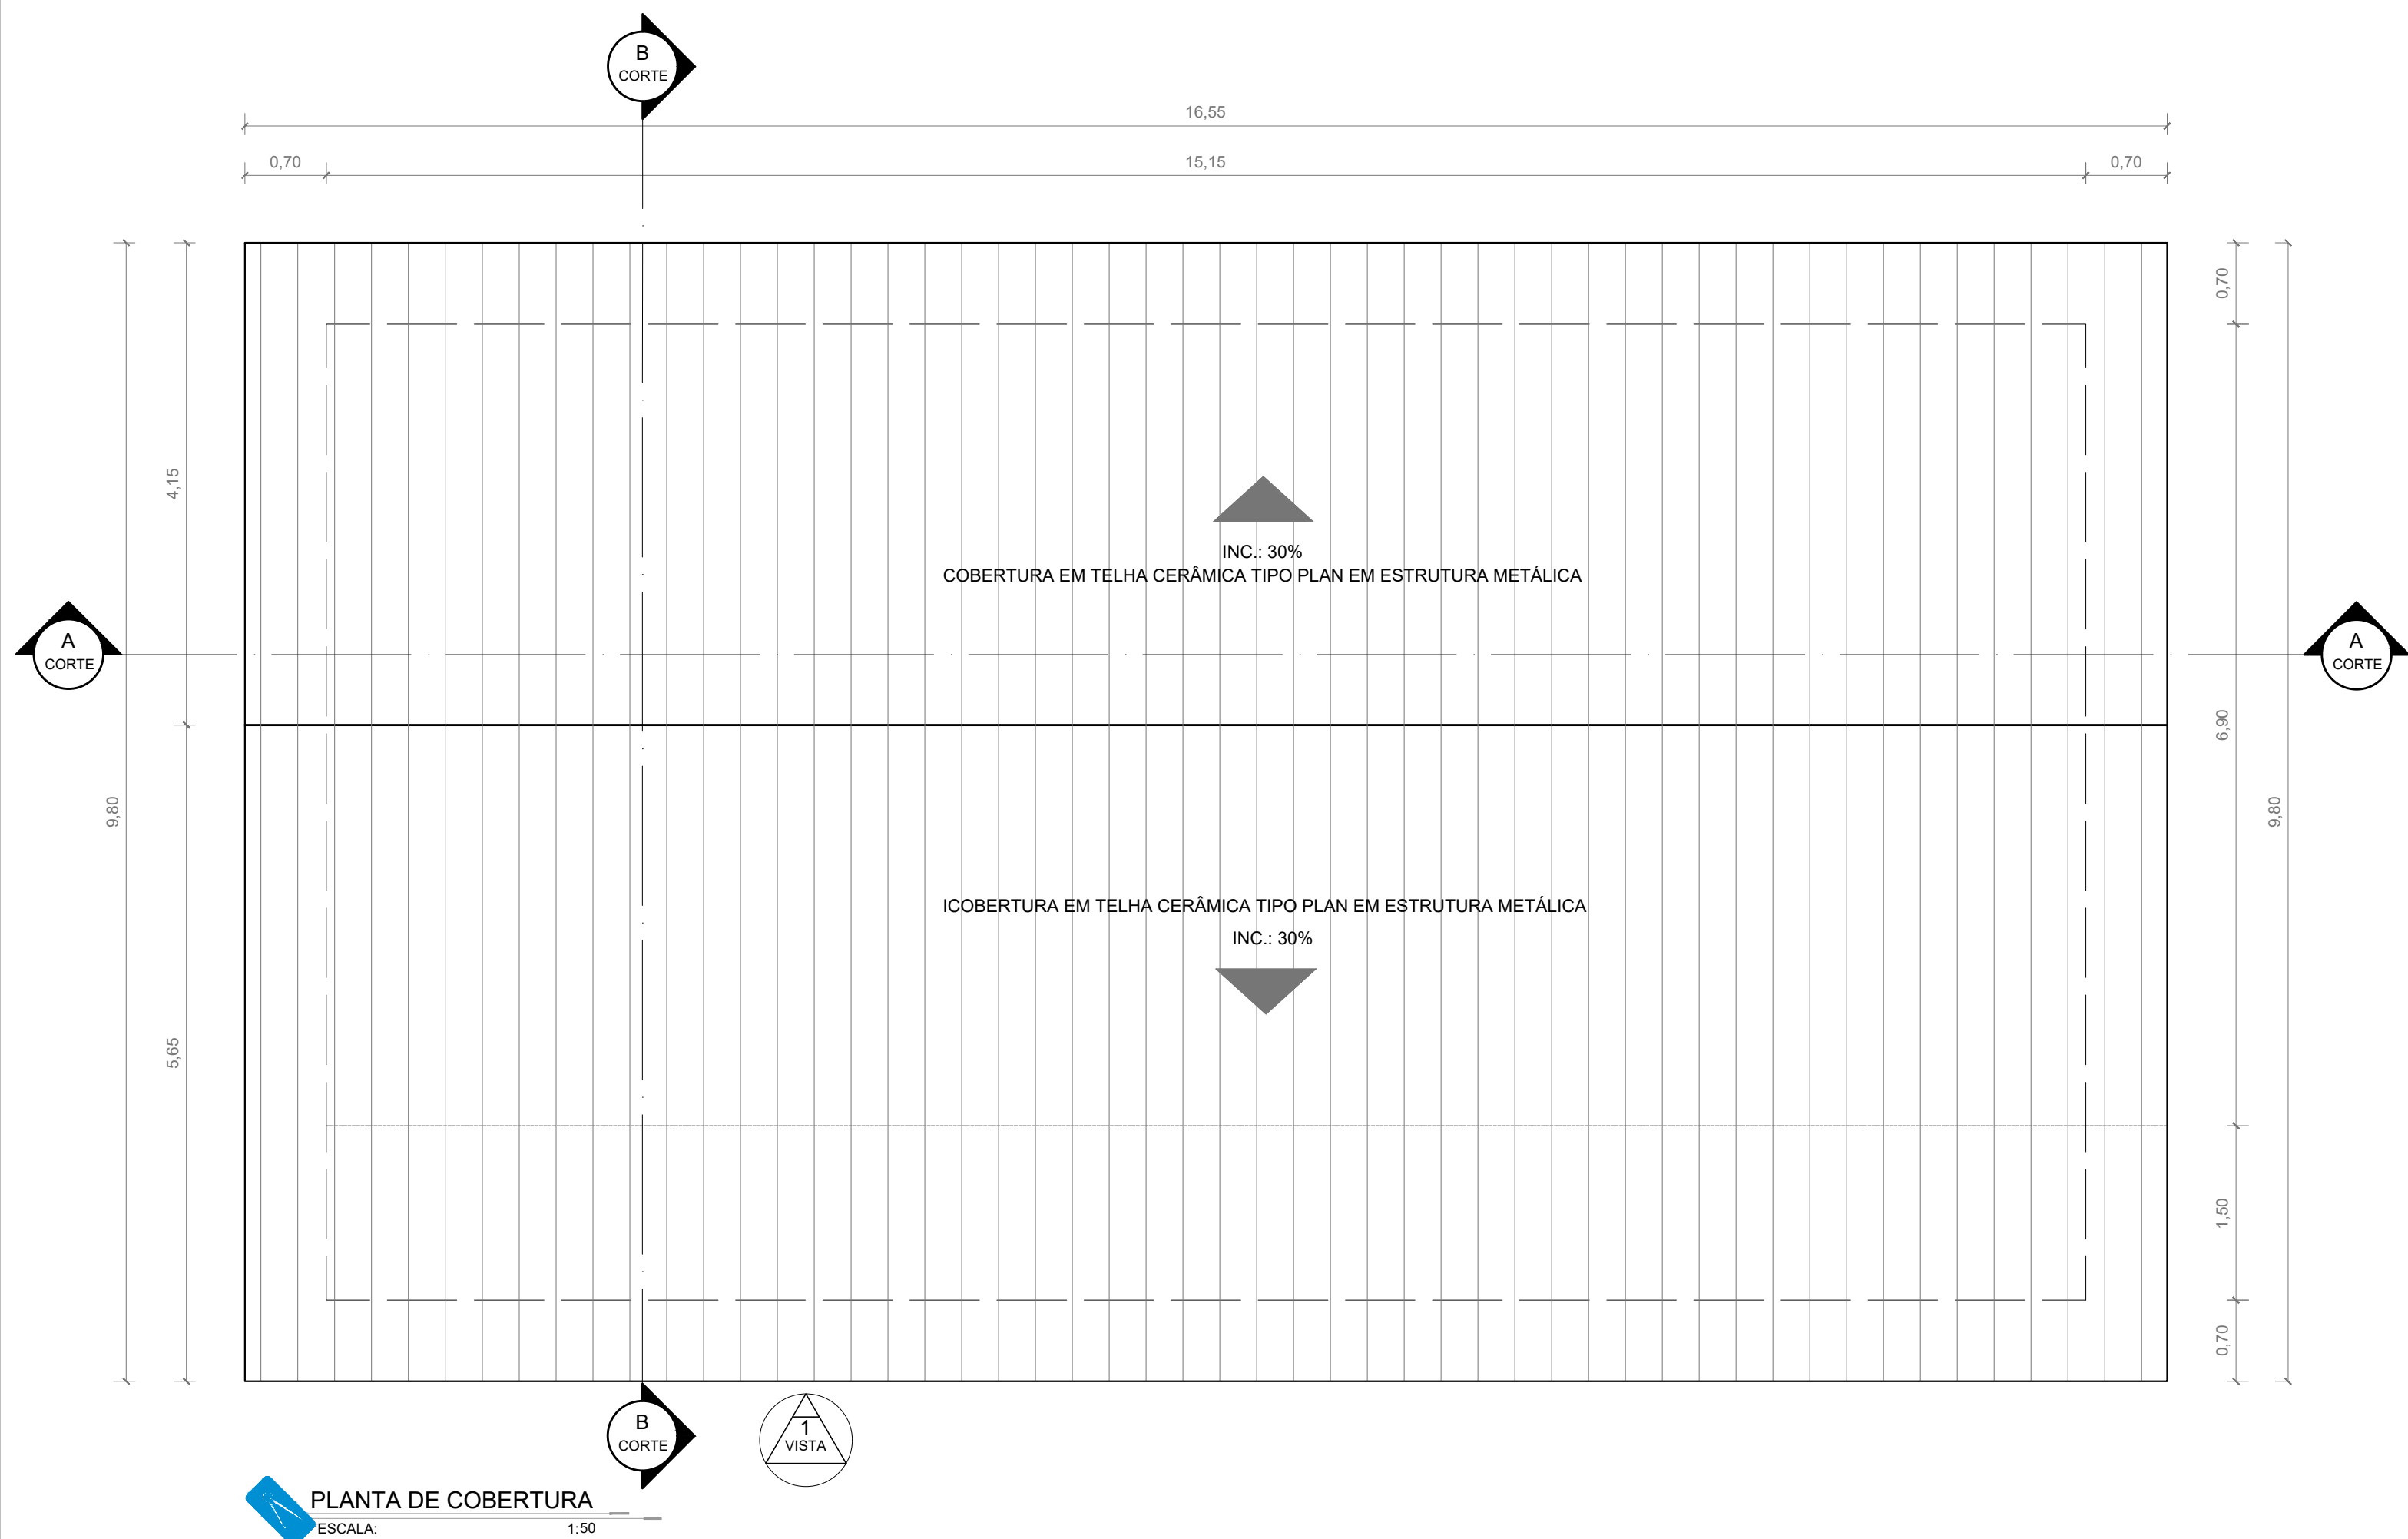 B
CORTE
16,55
0,70
15,15
0,70
0,70
4,15
INC.: 30%
COBERTURA EM TELHA CERÂMICA TIPO PLAN EM ESTRUTURA METÁLICA
A
CORTE
A
CORTE
6,90
9,80
9,80
ICOBERTURA EM TELHA CERÂMICA TIPO PLAN EM ESTRUTURA METÁLICA
INC.: 30%
5,65
1,50
0,70
B
CORTE
1
VISTA
PLANTA DE COBERTURA
ESCALA: 1:50